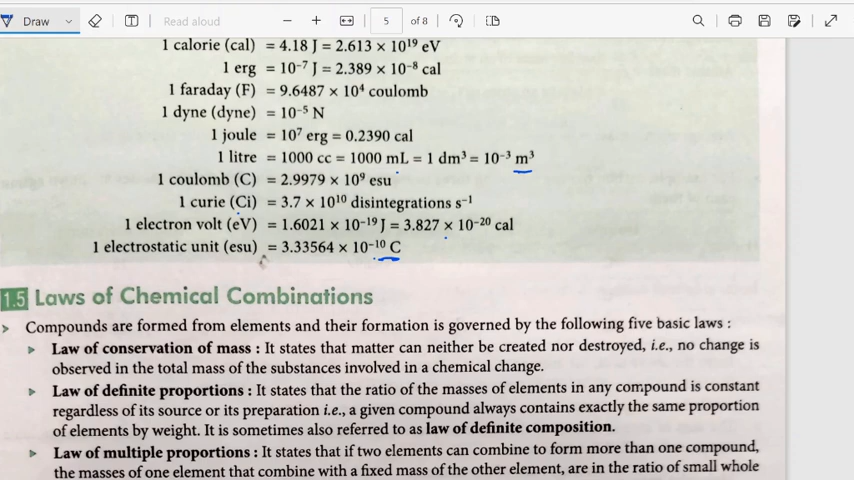 Draw
Read aloud
5
of 8
1 calorie (cal) = 4.18 J = 2.613 × 10¹⁹ eV
1 erg = 10⁻⁷ J = 2.389 × 10⁻⁸ cal
1 faraday (F) = 9.6487 × 10⁴ coulomb
1 dyne (dyne) = 10⁻⁵ N
1 joule = 10⁷ erg = 0.2390 cal
1 litre = 1000 cc = 1000 mL = 1 dm³ = 10⁻³ m³
1 coulomb (C) = 2.9979 × 10⁹ esu
1 curie (Ci) = 3.7 × 10¹⁰ disintegrations s⁻¹
1 electron volt (eV) = 1.6021 × 10⁻¹⁹ J = 3.827 × 10⁻²⁰ cal
1 electrostatic unit (esu) = 3.33564 × 10⁻¹⁰ C
1.5 Laws of Chemical Combinations
Compounds are formed from elements and their formation is governed by the following five basic laws :
Law of conservation of mass : It states that matter can neither be created nor destroyed, i.e., no change is
observed in the total mass of the substances involved in a chemical change.
Law of definite proportions : It states that the ratio of the masses of elements in any compound is constant
regardless of its source or its preparation i.e., a given compound always contains exactly the same proportion
of elements by weight. It is sometimes also referred to as law of definite composition.
Law of multiple proportions : It states that if two elements can combine to form more than one compound,
the masses of one element that combine with a fixed mass of the other element, are in the ratio of small whole